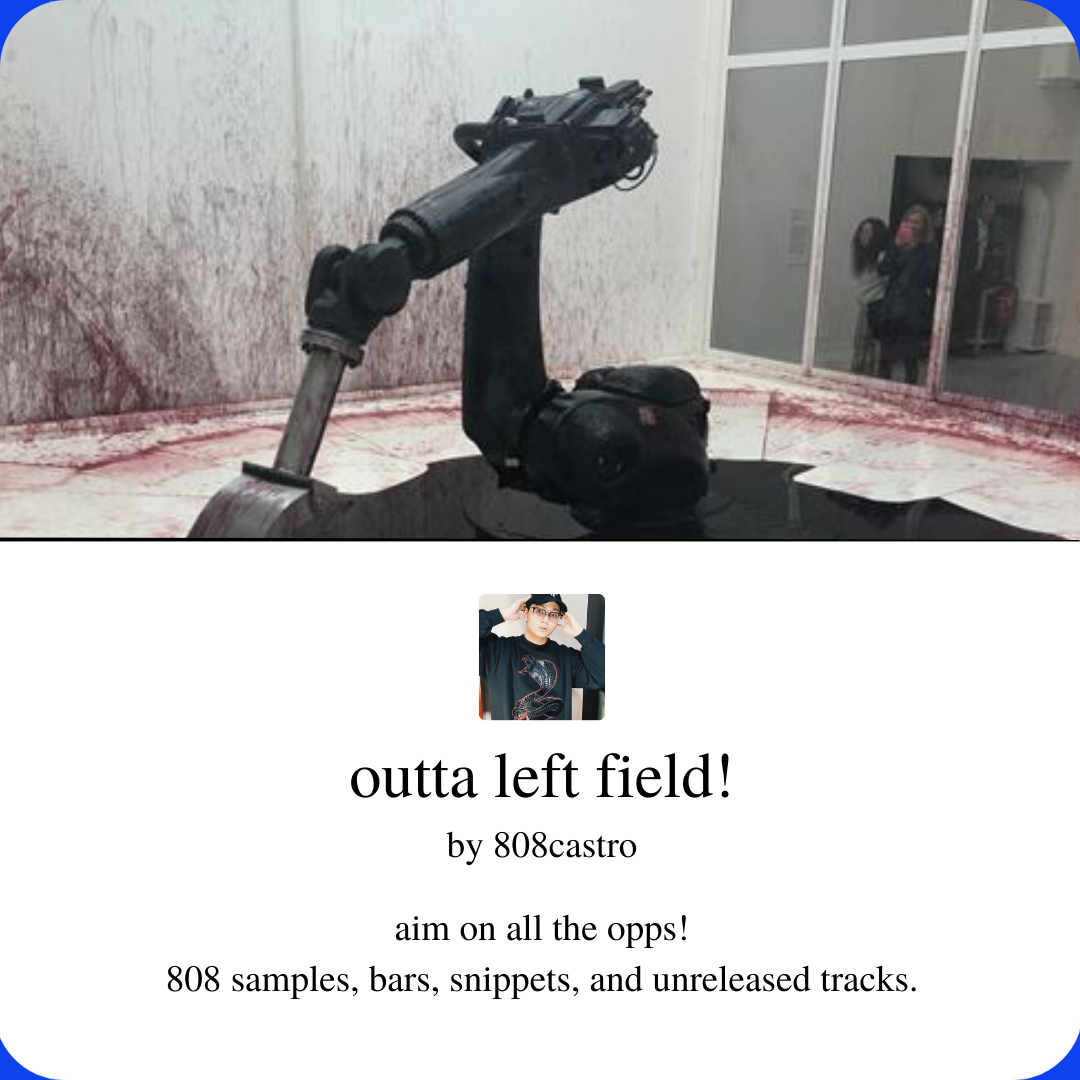 outta left field!
by 808castro
aim on all the opps!
808 samples, bars, snippets, and unreleased tracks.